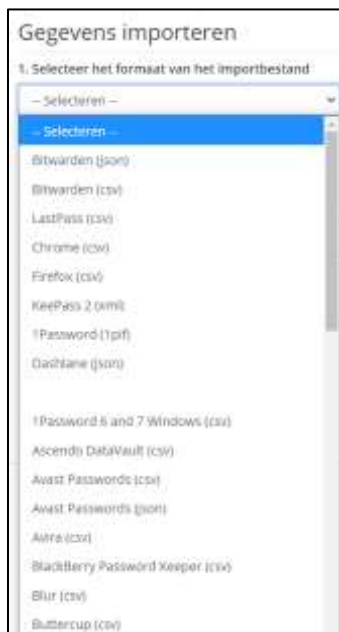 Gegevens importeren
1. Selecteer het formaat van het importbestand
-- Selecteren --
-- Selecteren --
Bitwarden (json)
Bitwarden (csv)
LastPass (csv)
Chrome (csv)
Firefox (csv)
KeePass 2 (xml)
1Password (1pif)
Dashlane (json)
1Password 6 and 7 Windows (csv)
Ascendo DataVault (csv)
Avast Passwords (csv)
Avast Passwords (json)
Avira (csv)
BlackBerry Password Keeper (csv)
Blur (csv)
Buttercup (csv)